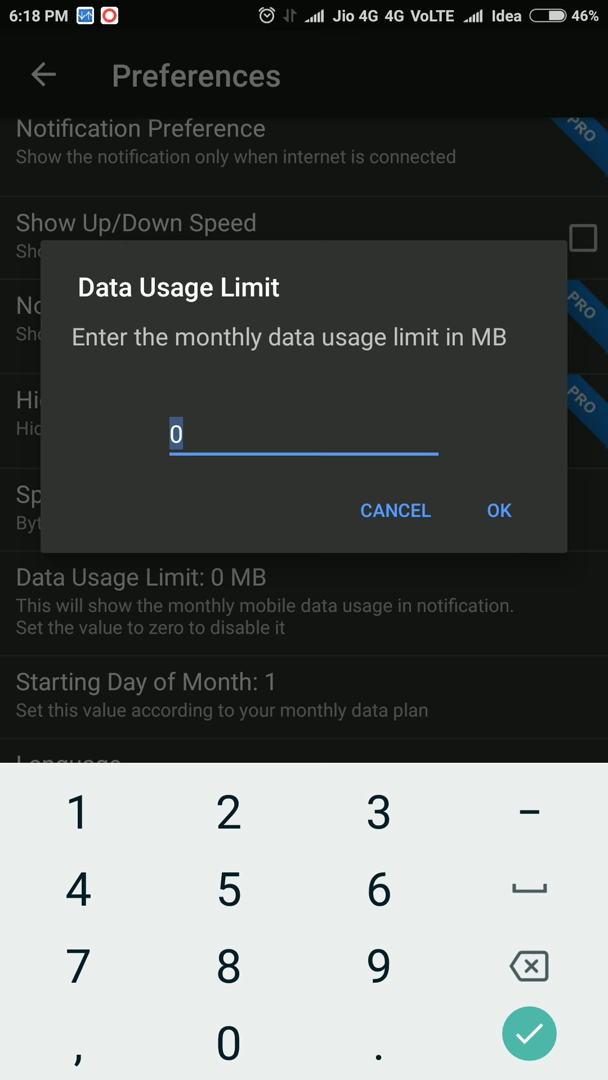 6:18 PM Jio 4G 4G VoLTE Idea 46%
Preferences
Notification Preference
PRO
Show the notification only when internet is connected
Show Up/Down Speed
Data Usage Limit
PRO
Enter the monthly data usage limit in MB
PRO
0
CANCEL OK
Data Usage Limit: 0 MB
This will show the monthly mobile data usage in notification.
Set the value to zero to disable it
Starting Day of Month: 1
Set this value according to your monthly data plan
Language
1 2 3 –
4 5 6
7 8 9
, 0 .